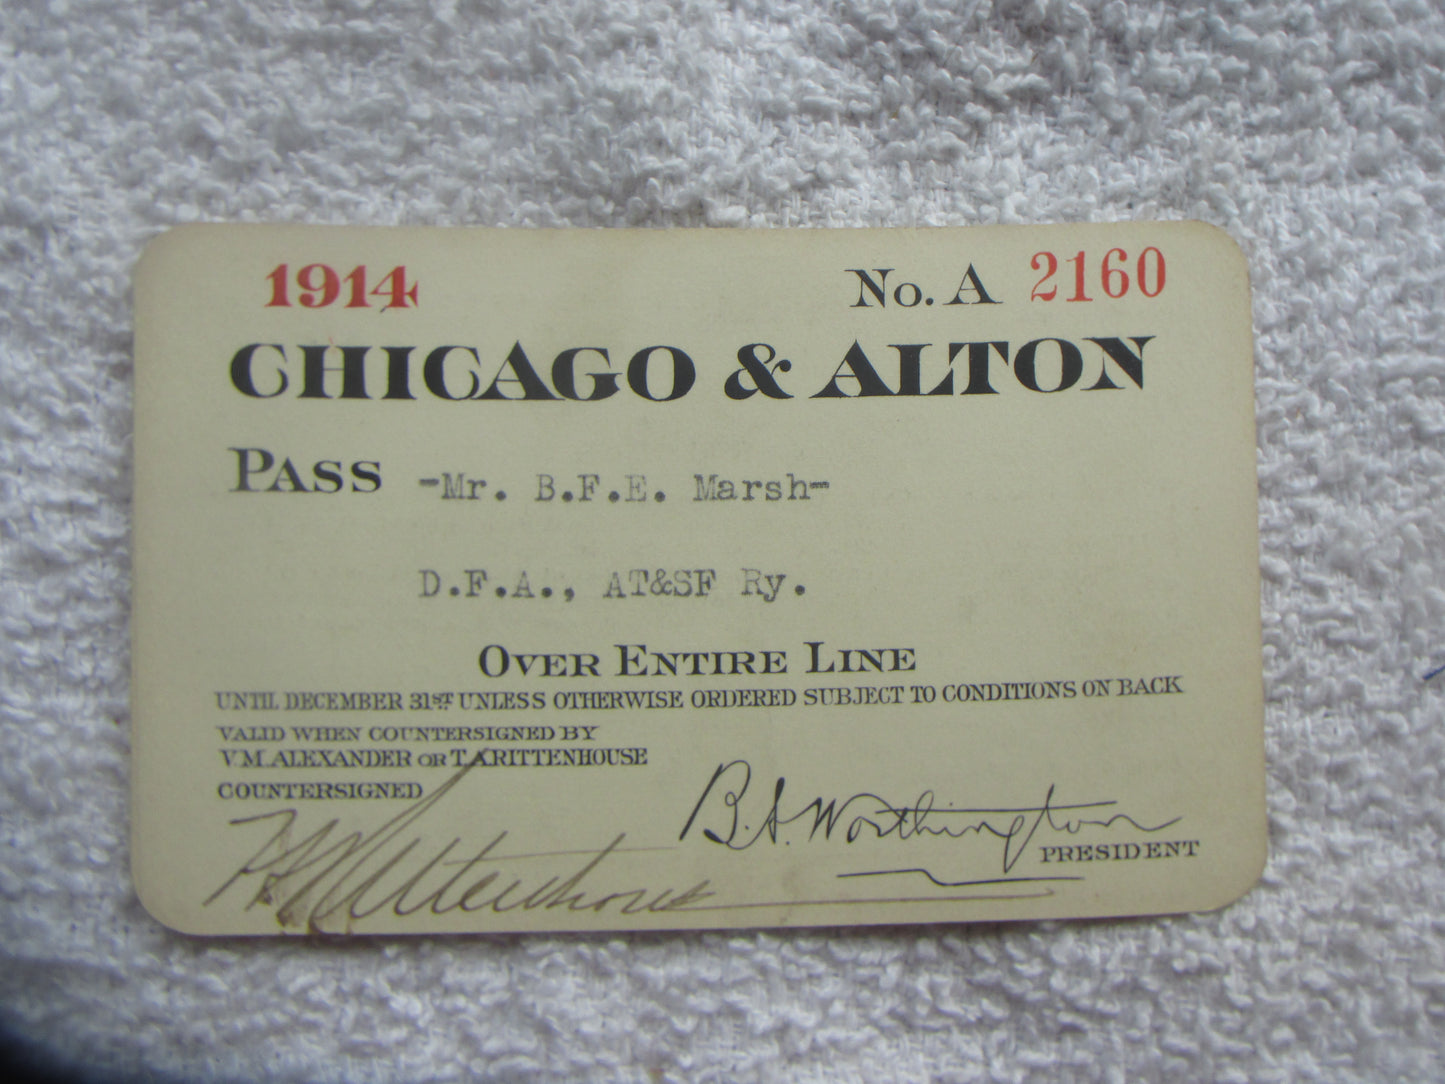 1914 No. A 2160
CHICAGO & ALTON
PASS -Mr. B.F.E. Marsh-
D.F.A., AT&SF Ry.
OVER ENTIRE LINE
UNTIL DECEMBER 31ST UNLESS OTHERWISE ORDERED SUBJECT TO CONDITIONS ON BACK
VALID WHEN COUNTERSIGNED BY
V.M. ALEXANDER OR T.A. RITTENHOUSE
COUNTERSIGNED
T A Rittenhouse
B. A. Worthington
PRESIDENT